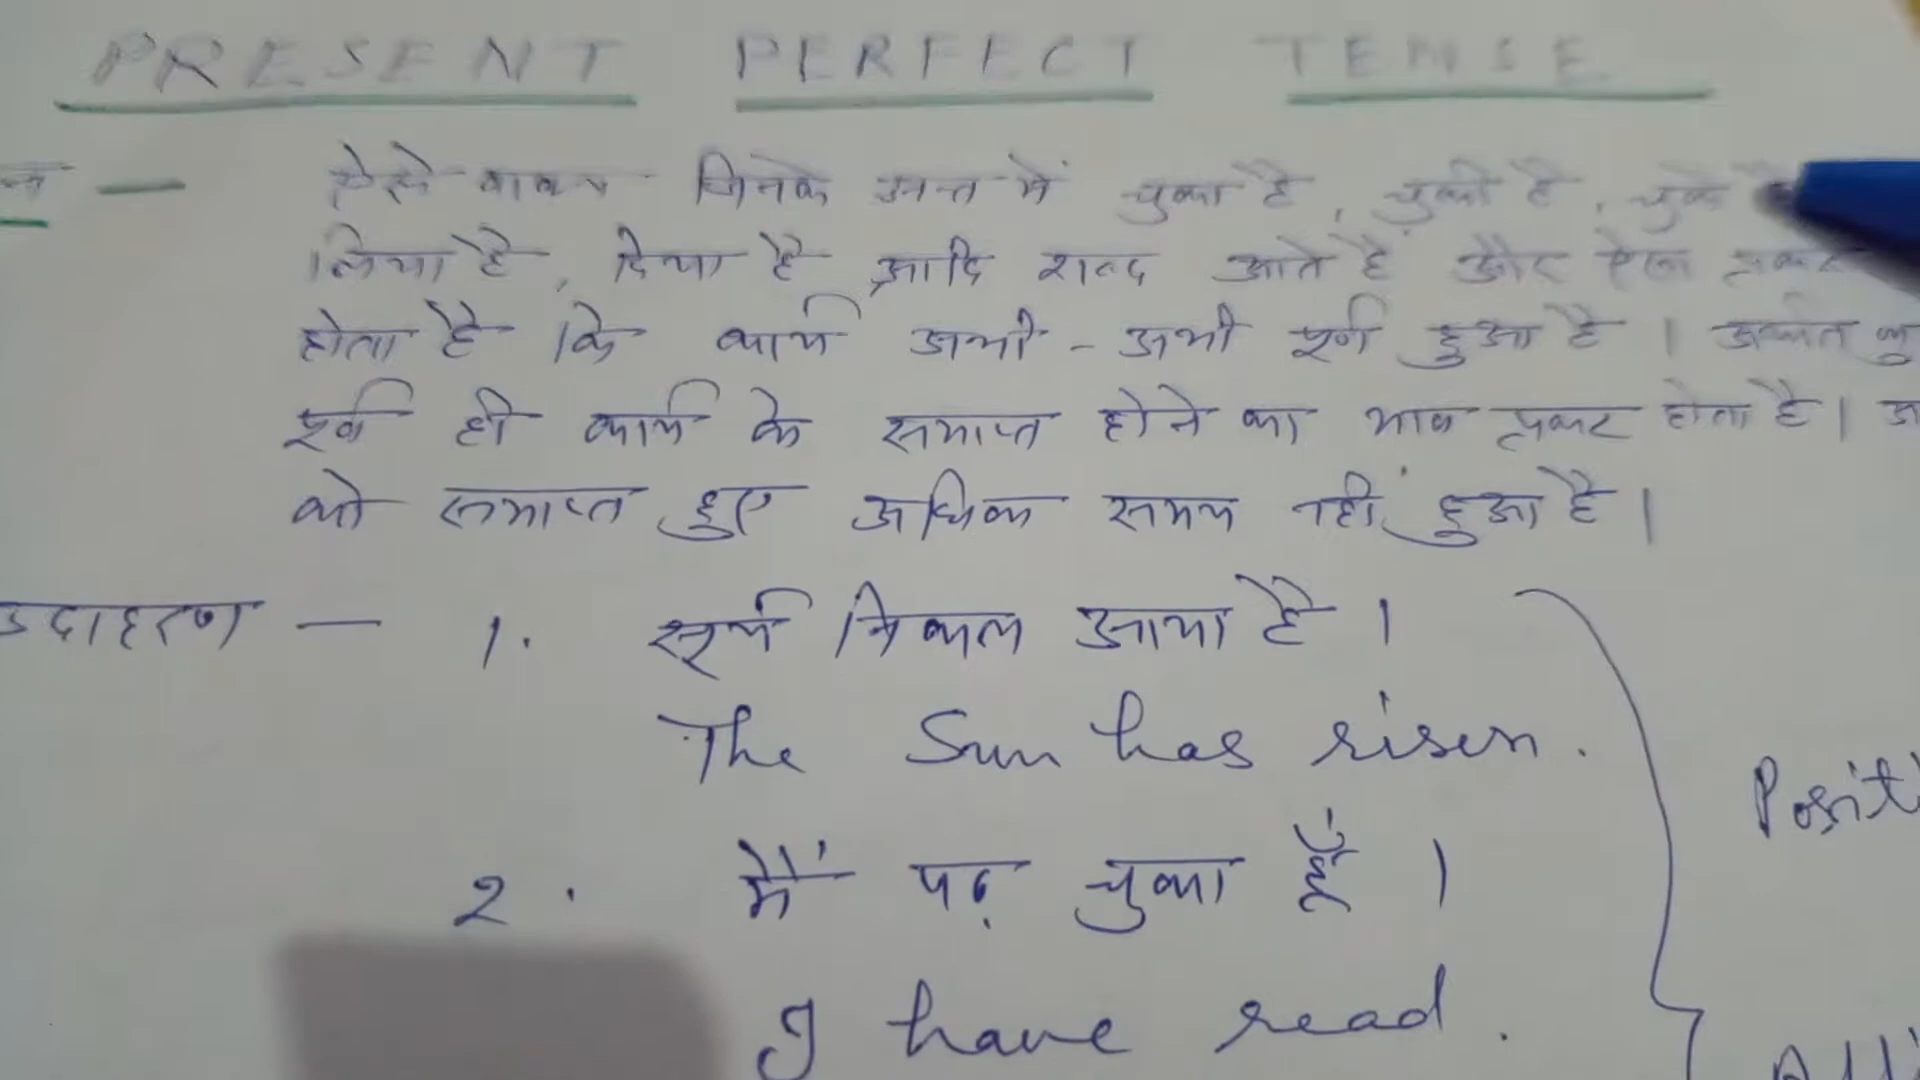 PRESENT PERFECT TENSE
ऐसे वाक्य जिनके अन्त में चुका है, चुकी है, चुके
लिया है, दिया है आदि शब्द आते है और ऐसा प्रकट
होता है कि कार्य अभी - अभी पूर्ण हुआ है ।
पूर्व ही कार्य के समाप्त होने का भाव प्रकट होता है ।
को समाप्त हुए अधिक समय नहीं हुआ है ।
उदाहरण — 1. सूर्य निकल आया है ।
The Sun has risen.
Posit
2. मैं पढ़ चुका हूँ ।
I have read.